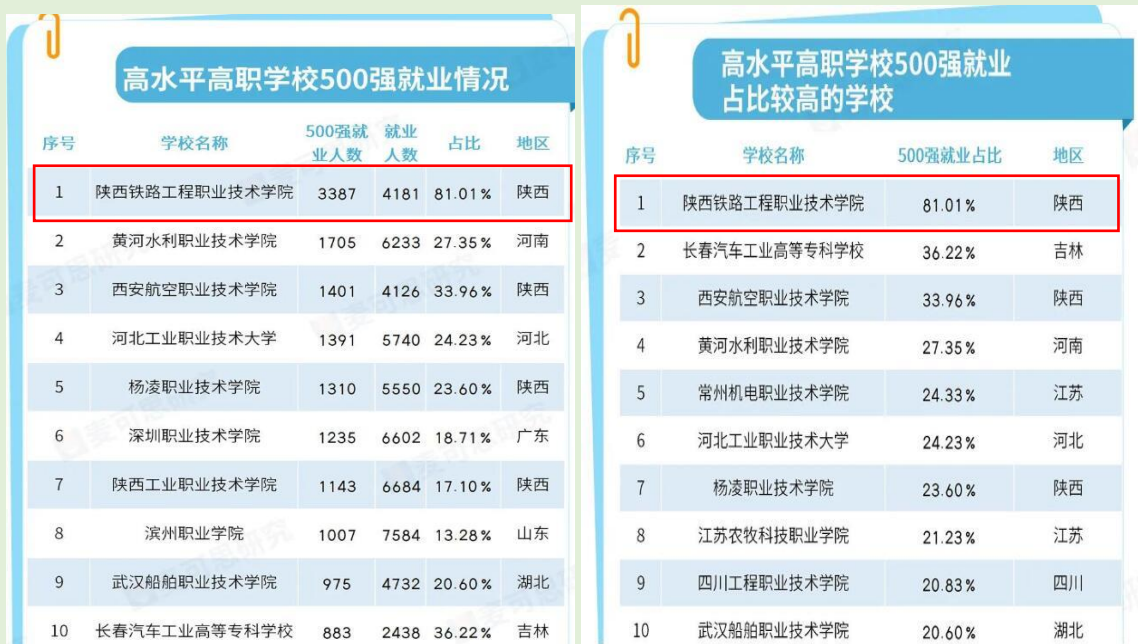 高水平高职学校500强就业情况
序号 学校名称 500强就业人数 就业人数 占比 地区
1 陕西铁路工程职业技术学院 3387 4181 81.01% 陕西
2 黄河水利职业技术学院 1705 6233 27.35% 河南
3 西安航空职业技术学院 1401 4126 33.96% 陕西
4 河北工业职业技术大学 1391 5740 24.23% 河北
5 杨凌职业技术学院 1310 5550 23.60% 陕西
6 深圳职业技术学院 1235 6602 18.71% 广东
7 陕西工业职业技术学院 1143 6684 17.10% 陕西
8 滨州职业学院 1007 7584 13.28% 山东
9 武汉船舶职业技术学院 975 4732 20.60% 湖北
10 长春汽车工业高等专科学校 883 2438 36.22% 吉林
高水平高职学校500强就业
占比较高的学校
序号 学校名称 500强就业占比 地区
1 陕西铁路工程职业技术学院 81.01% 陕西
2 长春汽车工业高等专科学校 36.22% 吉林
3 西安航空职业技术学院 33.96% 陕西
4 黄河水利职业技术学院 27.35% 河南
5 常州机电职业技术学院 24.33% 江苏
6 河北工业职业技术大学 24.23% 河北
7 杨凌职业技术学院 23.60% 陕西
8 江苏农牧科技职业学院 21.23% 江苏
9 四川工程职业技术学院 20.83% 四川
10 武汉船舶职业技术学院 20.60% 湖北
麦可思研究